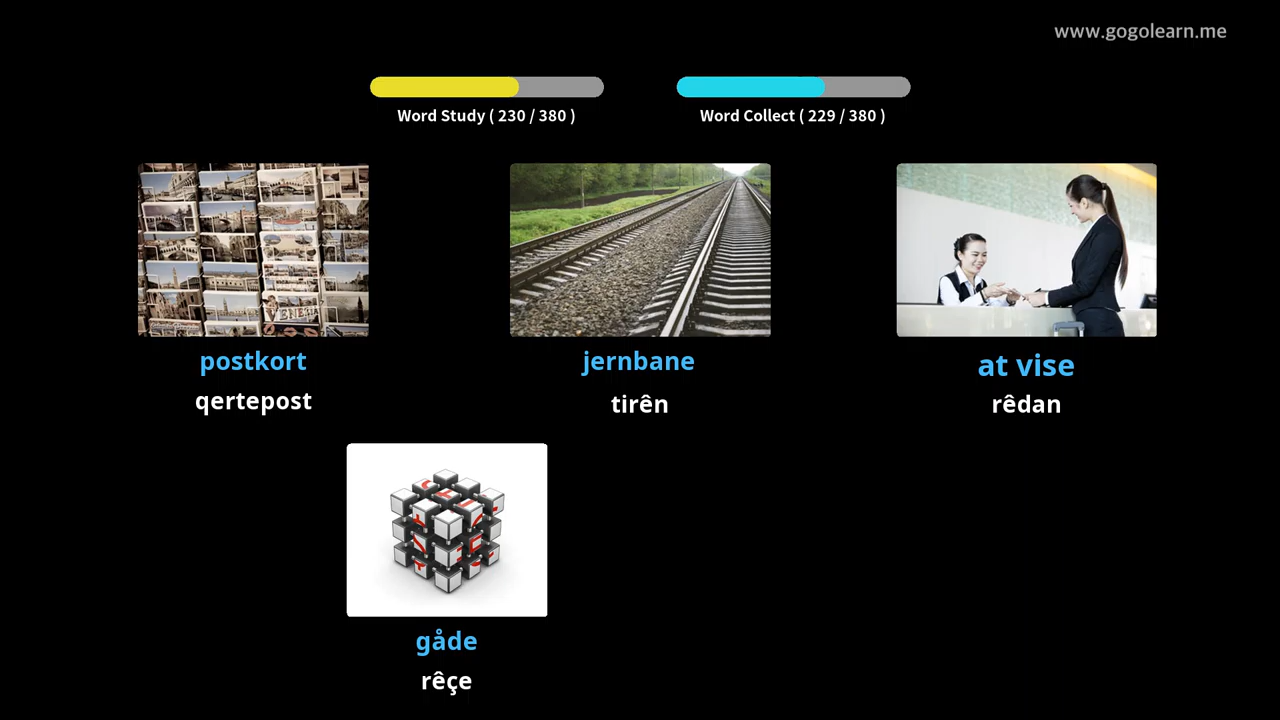 www.gogolearn.me
Word Study ( 230 / 380 )
Word Collect ( 229 / 380 )
postkort
jernbane
at vise
qertepost
tirên
rêdan
gåde
rêçe